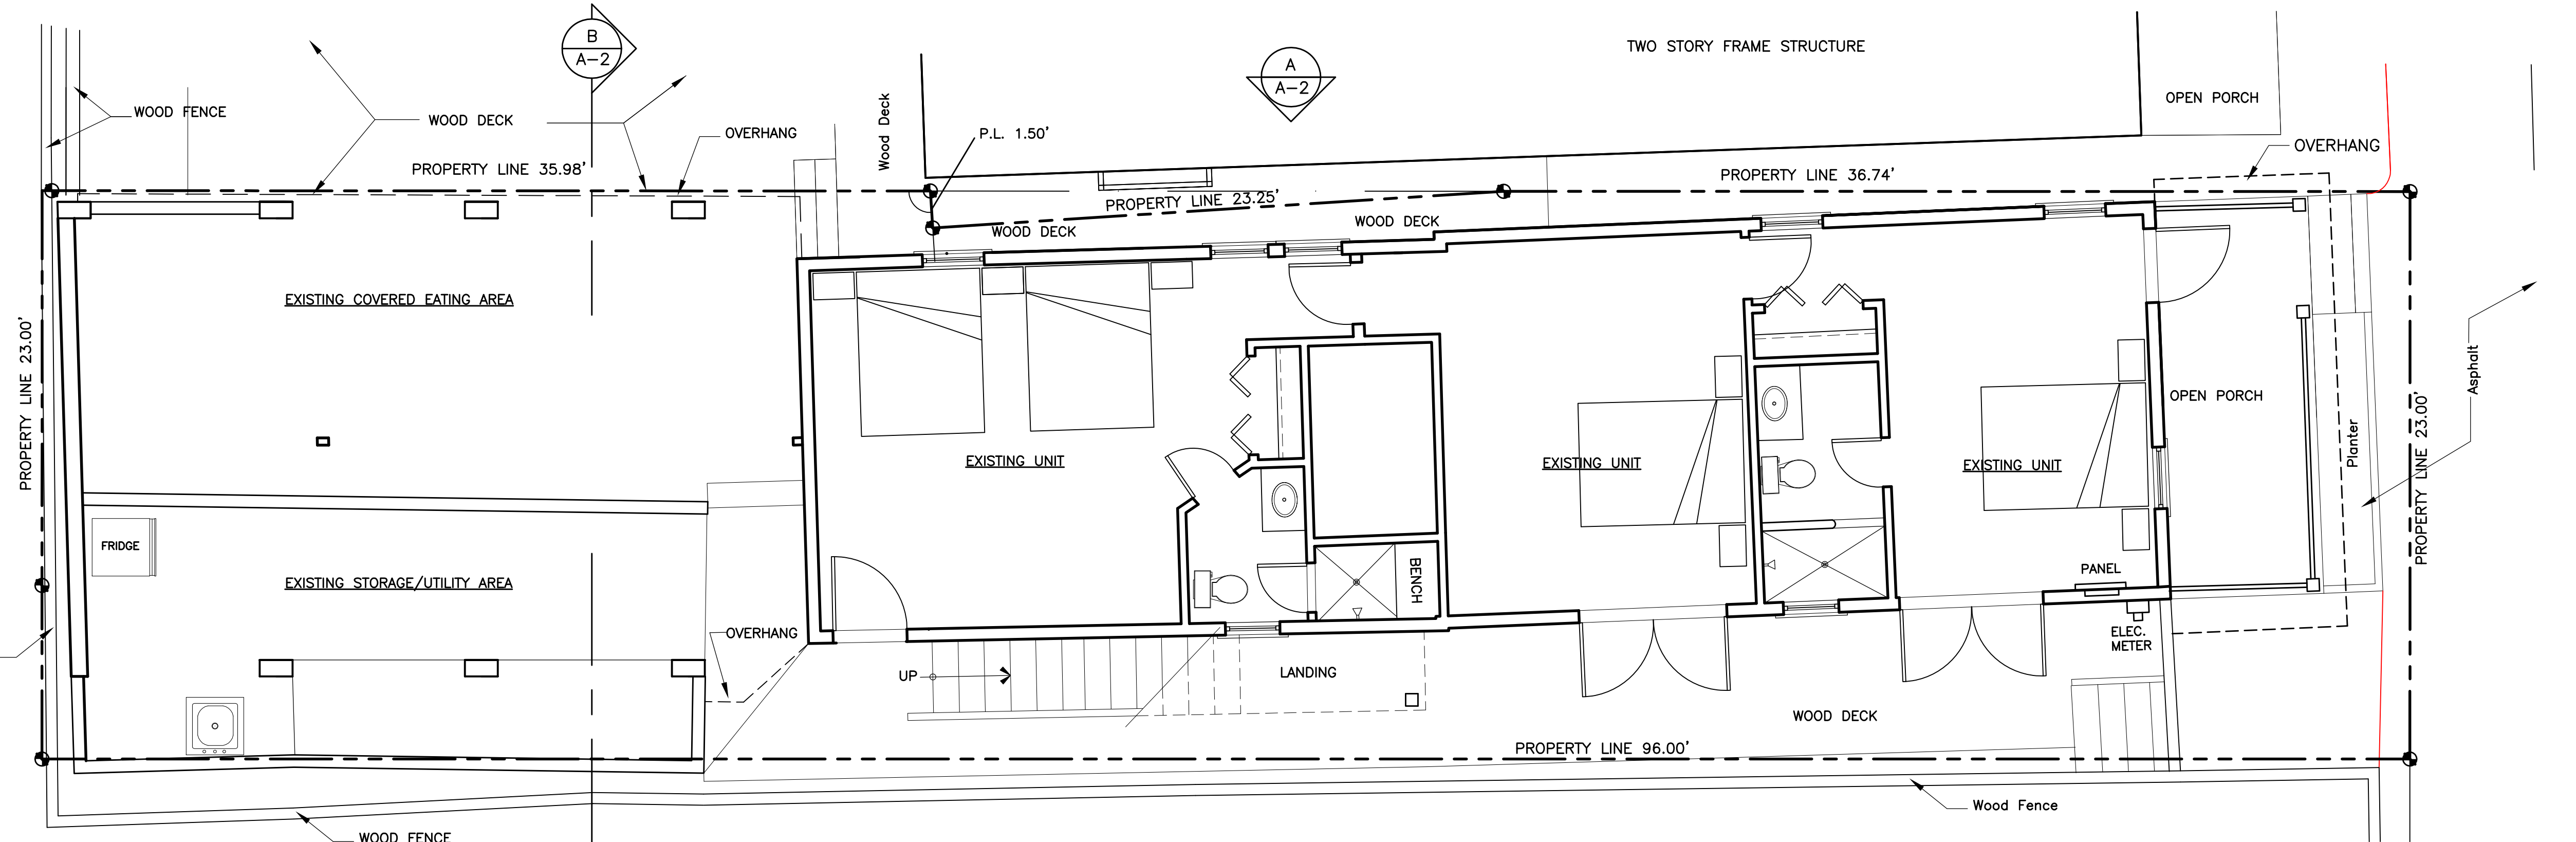 B
A-2
A
A-2
TWO STORY FRAME STRUCTURE
OPEN PORCH
WOOD FENCE
WOOD DECK
Wood Deck
OVERHANG
P.L. 1.50'
OVERHANG
PROPERTY LINE 35.98'
PROPERTY LINE 36.74'
PROPERTY LINE 23.25'
WOOD DECK
WOOD DECK
EXISTING COVERED EATING AREA
PROPERTY LINE 23.00'
Asphalt
OPEN PORCH
Planter
PROPERTY LINE 23.00'
EXISTING UNIT
EXISTING UNIT
EXISTING UNIT
FRIDGE
EXISTING STORAGE/UTILITY AREA
BENCH
PANEL
OVERHANG
ELEC.
METER
UP
LANDING
WOOD DECK
PROPERTY LINE 96.00'
Wood Fence
WOOD FENCE